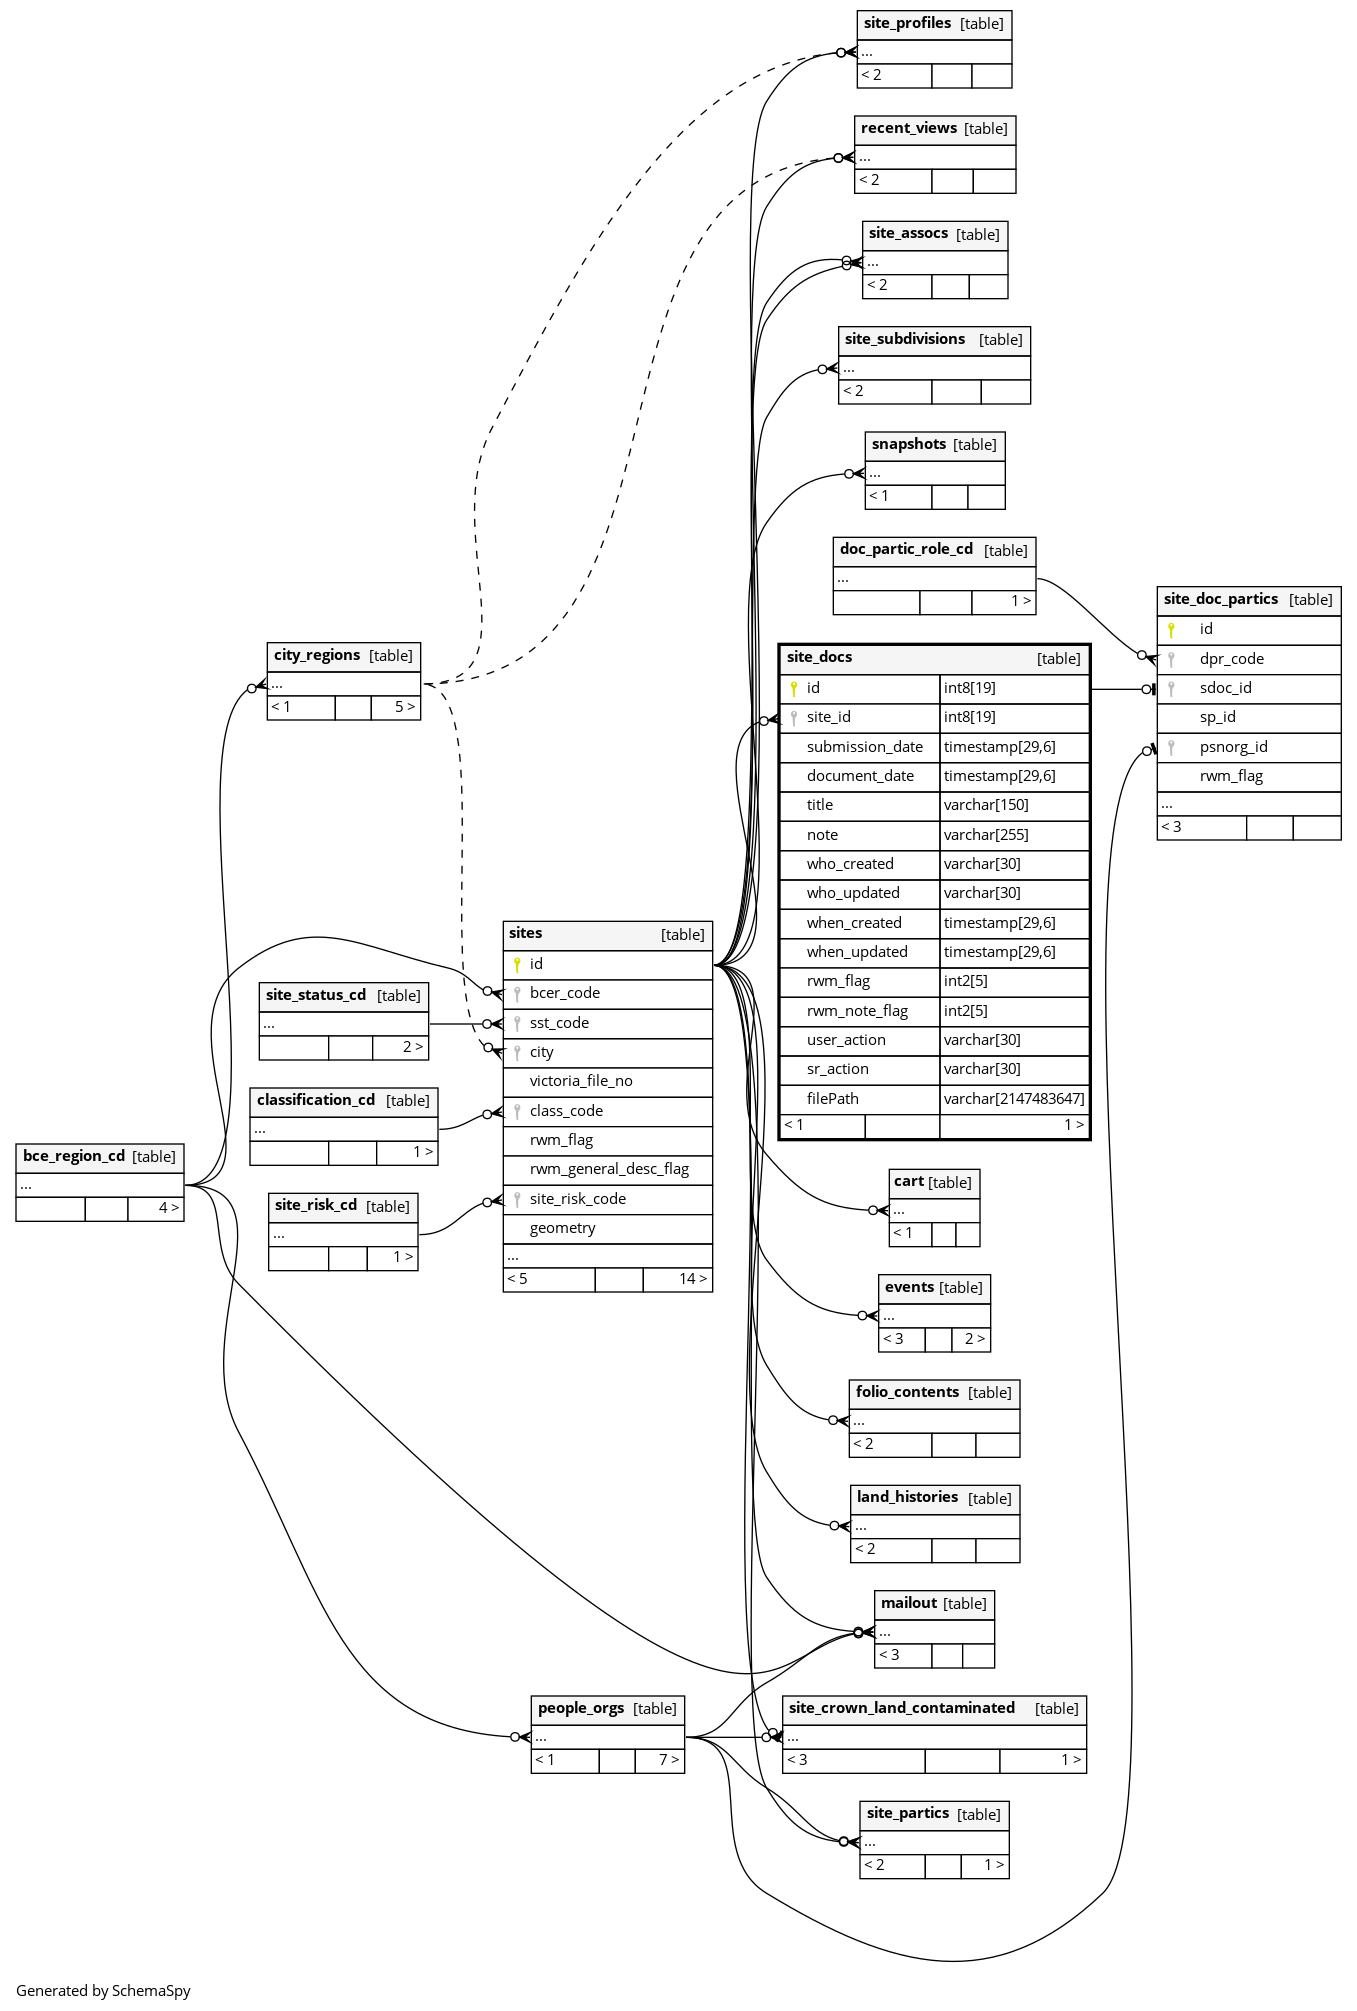 site_profiles [table]
...
< 2
recent_views [table]
...
< 2
site_assocs [table]
...
< 2
site_subdivisions [table]
...
< 2
snapshots [table]
...
< 1
doc_partic_role_cd [table]
...
1 >
site_doc_partics [table]
id
dpr_code
sdoc_id
sp_id
psnorg_id
rwm_flag
...
< 3
city_regions [table]
...
< 1 5 >
site_docs [table]
id int8[19]
site_id int8[19]
submission_date timestamp[29,6]
document_date timestamp[29,6]
title varchar[150]
note varchar[255]
who_created varchar[30]
who_updated varchar[30]
when_created timestamp[29,6]
when_updated timestamp[29,6]
rwm_flag int2[5]
rwm_note_flag int2[5]
user_action varchar[30]
sr_action varchar[30]
filePath varchar[2147483647]
< 1 1 >
sites [table]
id
bcer_code
sst_code
city
victoria_file_no
class_code
rwm_flag
rwm_general_desc_flag
site_risk_code
geometry
...
< 5 14 >
site_status_cd [table]
...
2 >
classification_cd [table]
...
1 >
bce_region_cd [table]
...
4 >
site_risk_cd [table]
...
1 >
cart [table]
...
< 1
events [table]
...
< 3 2 >
folio_contents [table]
...
< 2
land_histories [table]
...
< 2
mailout [table]
...
< 3
people_orgs [table]
...
< 1 7 >
site_crown_land_contaminated [table]
...
< 3 1 >
site_partics [table]
...
< 2 1 >
Generated by SchemaSpy